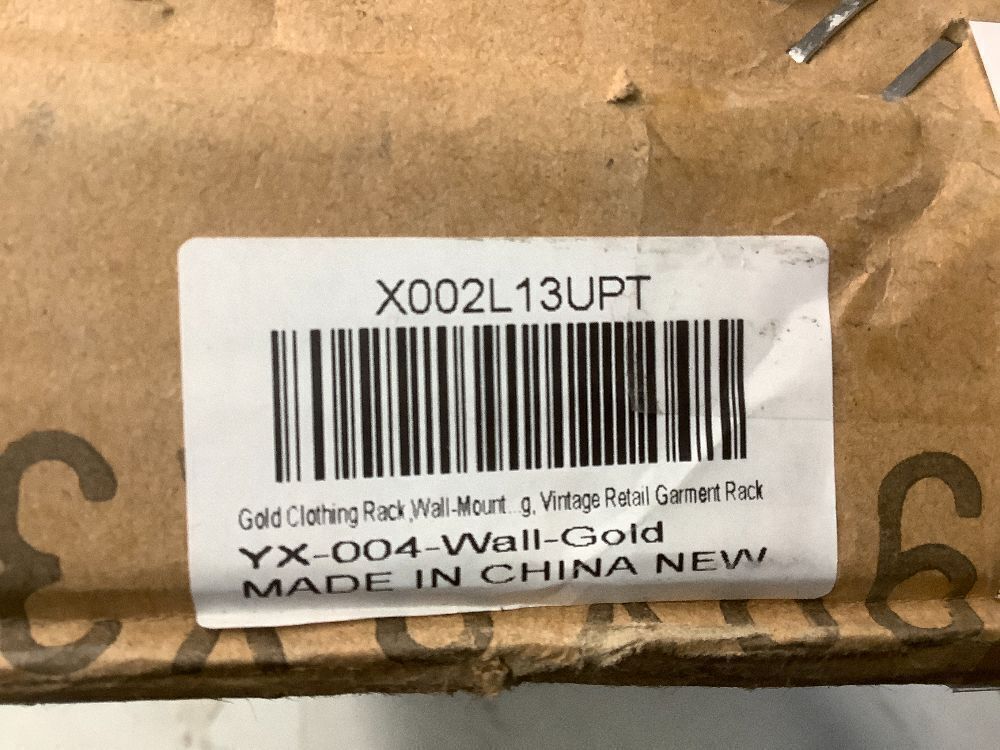 X002L13UPT
Gold Clothing Rack ,Wall-Mount...g, Vintage Retail Garment Rack
YX-004-Wall-Gold
MADE IN CHINA NEW